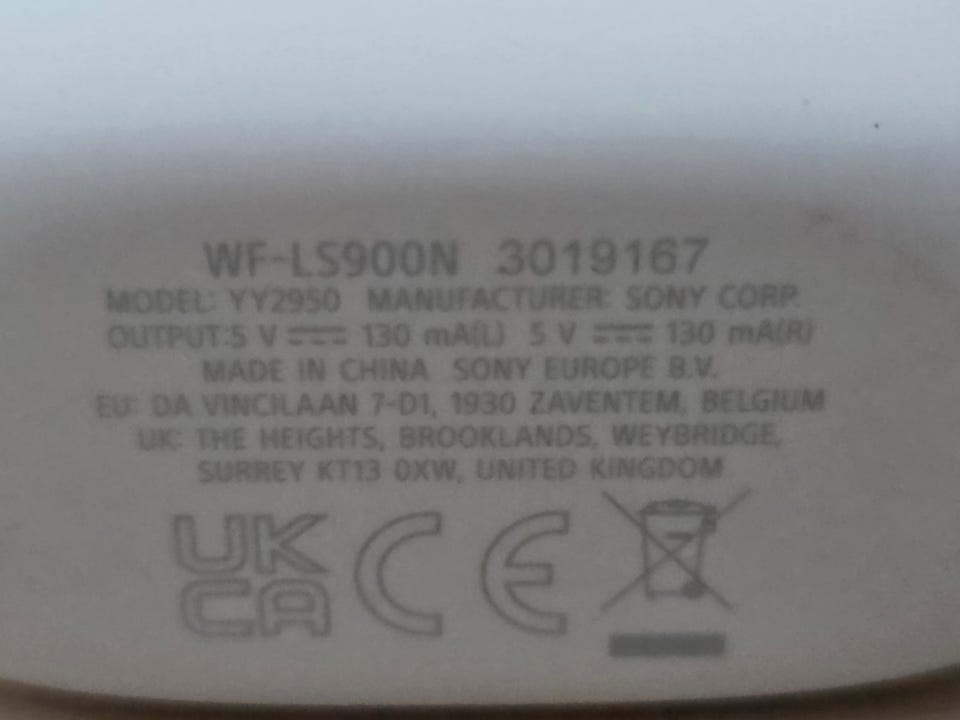 WF-LS900N 3019167
MODEL: YY2950 MANUFACTURER: SONY CORP.
OUTPUT:5 V ⎓ 130 mA(L) 5 V ⎓ 130 mA(R)
MADE IN CHINA SONY EUROPE B.V.
EU: DA VINCILAAN 7-D1, 1930 ZAVENTEM, BELGIUM
UK: THE HEIGHTS, BROOKLANDS, WEYBRIDGE,
SURREY KT13 0XW, UNITED KINGDOM
UK CE
CA